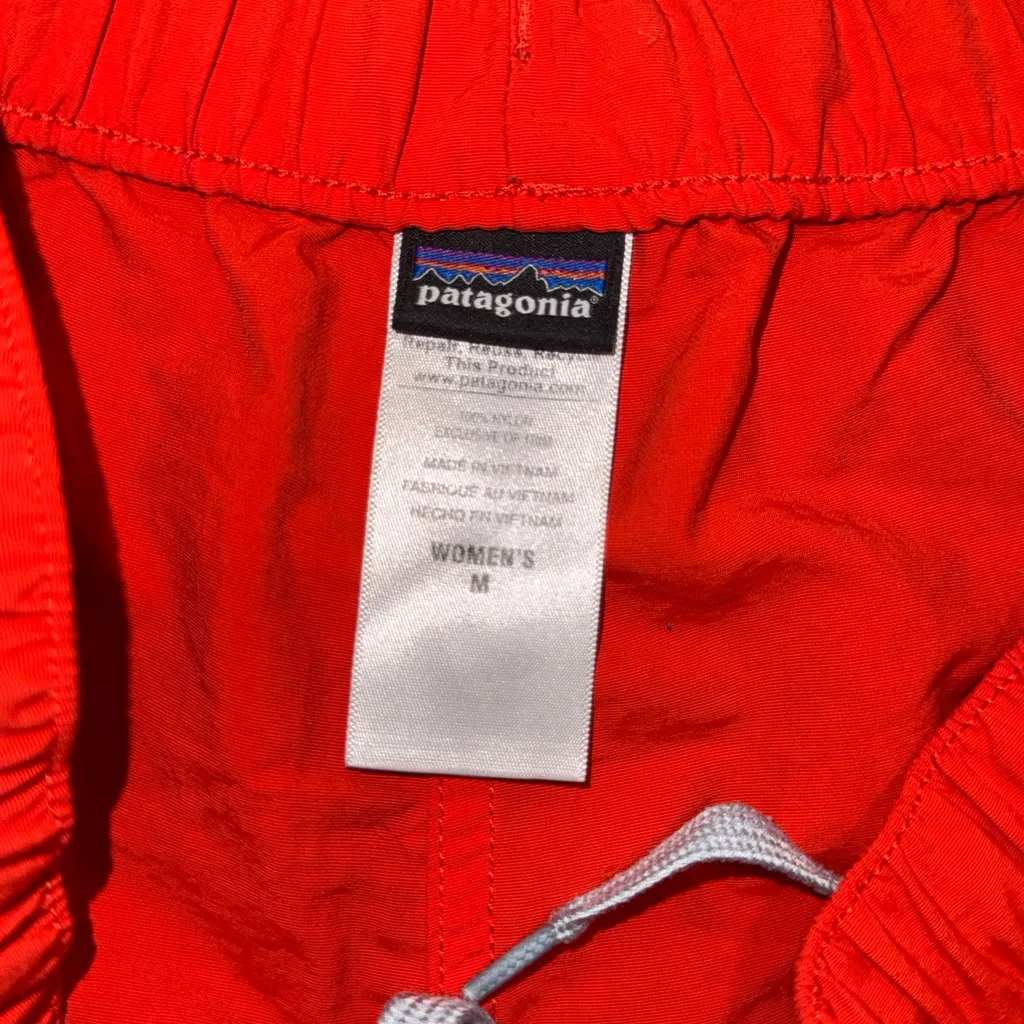 patagonia®
Repair, Reuse, Recy
This Product
www.patagonia.com
100% NYLON
EXCLUSIVE OF TRIM
MADE IN VIETNAM
FABRIQUÉ AU VIETNAM
HECHO EN VIETNAM
WOMEN'S
M